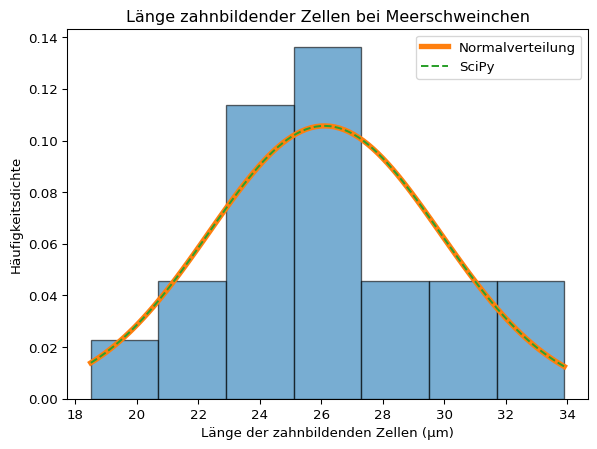 Länge zahnbildender Zellen bei Meerschweinchen
Normalverteilung
SciPy
0.14
0.12
0.10
0.08
0.06
0.04
0.02
0.00
Häufigkeitsdichte
18 20 22 24 26 28 30 32 34
Länge der zahnbildenden Zellen (µm)